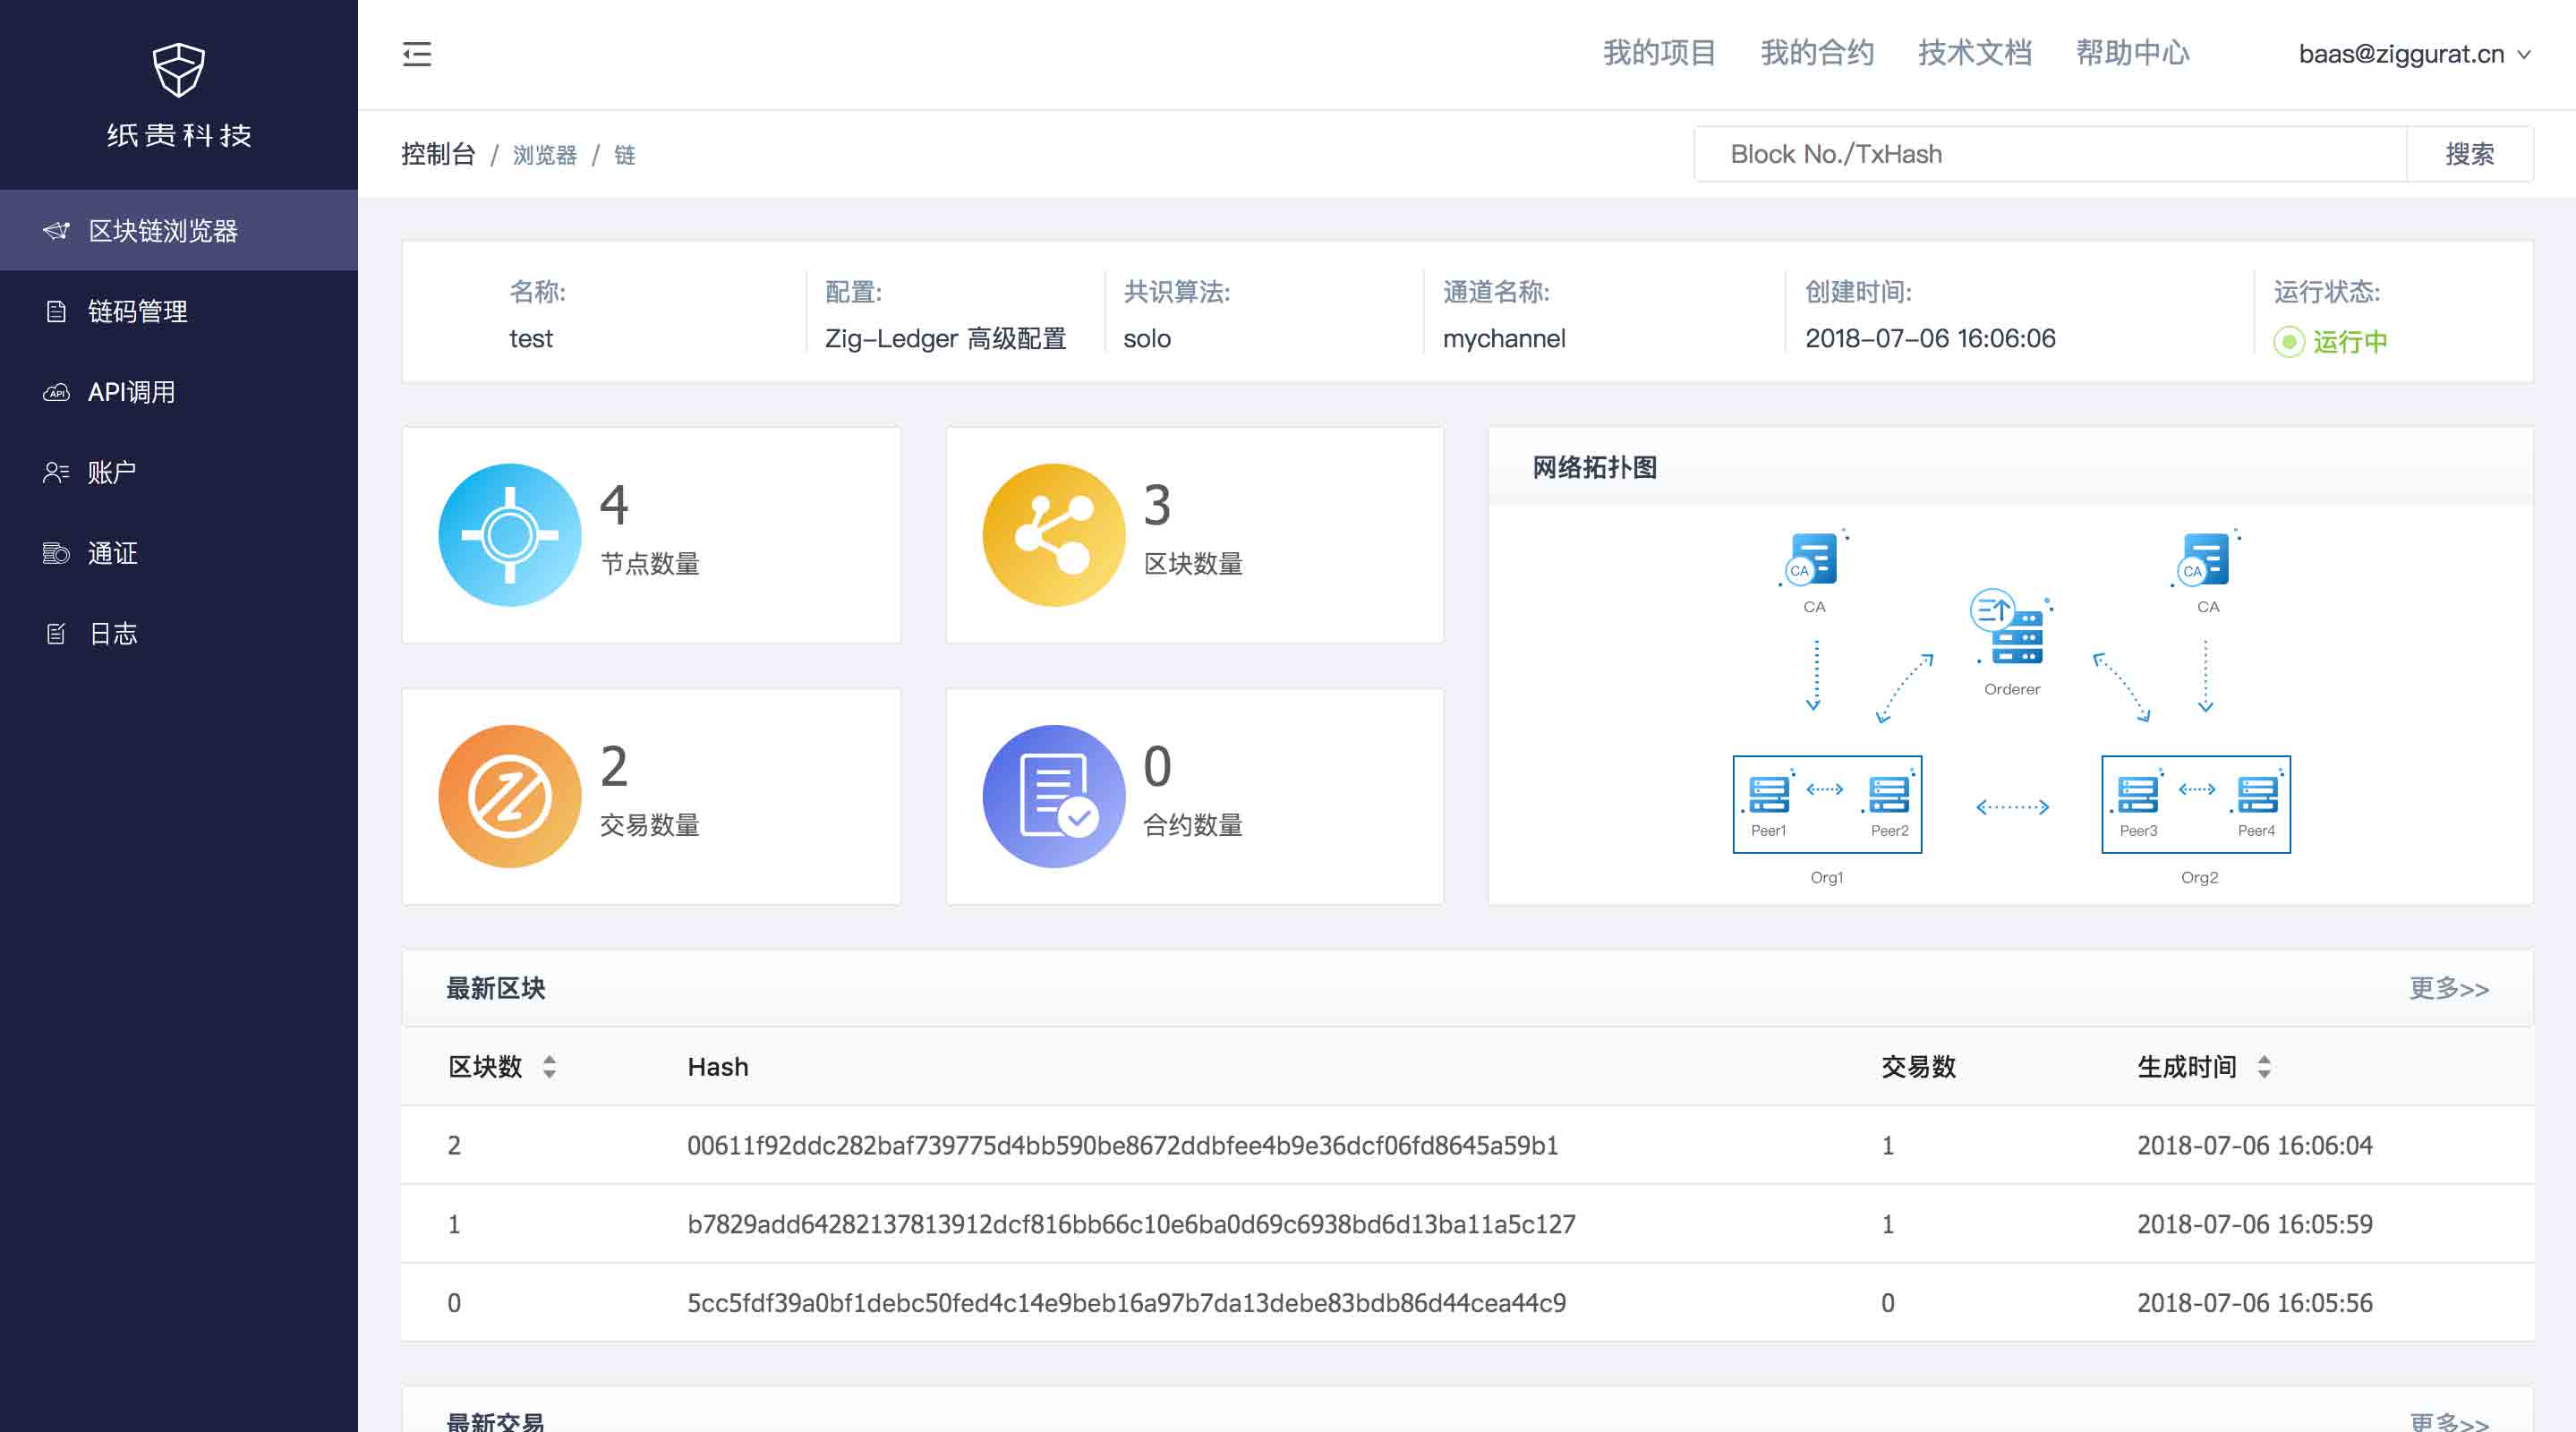 纸贵科技
区块链浏览器
链码管理
API API调用
账户
通证
日志
我的项目 我的合约 技术文档 帮助中心 baas@ziggurat.cn
控制台 / 浏览器 / 链
Block No./TxHash 搜索
名称: 配置: 共识算法: 通道名称: 创建时间: 运行状态:
test Zig-Ledger 高级配置 solo mychannel 2018-07-06 16:06:06 运行中
4
节点数量
3
区块数量
2
交易数量
0
合约数量
网络拓扑图
CA CA
CA CA
Orderer
Peer1 Peer2 Peer3 Peer4
Org1 Org2
最新区块 更多>>
区块数 Hash 交易数 生成时间
2 00611f92ddc282baf739775d4bb590be8672ddbfee4b9e36dcf06fd8645a59b1 1 2018-07-06 16:06:04
1 b7829add64282137813912dcf816bb66c10e6ba0d69c6938bd6d13ba11a5c127 1 2018-07-06 16:05:59
0 5cc5fdf39a0bf1debc50fed4c14e9beb16a97b7da13debe83bdb86d44cea44c9 0 2018-07-06 16:05:56
最新交易 更多>>